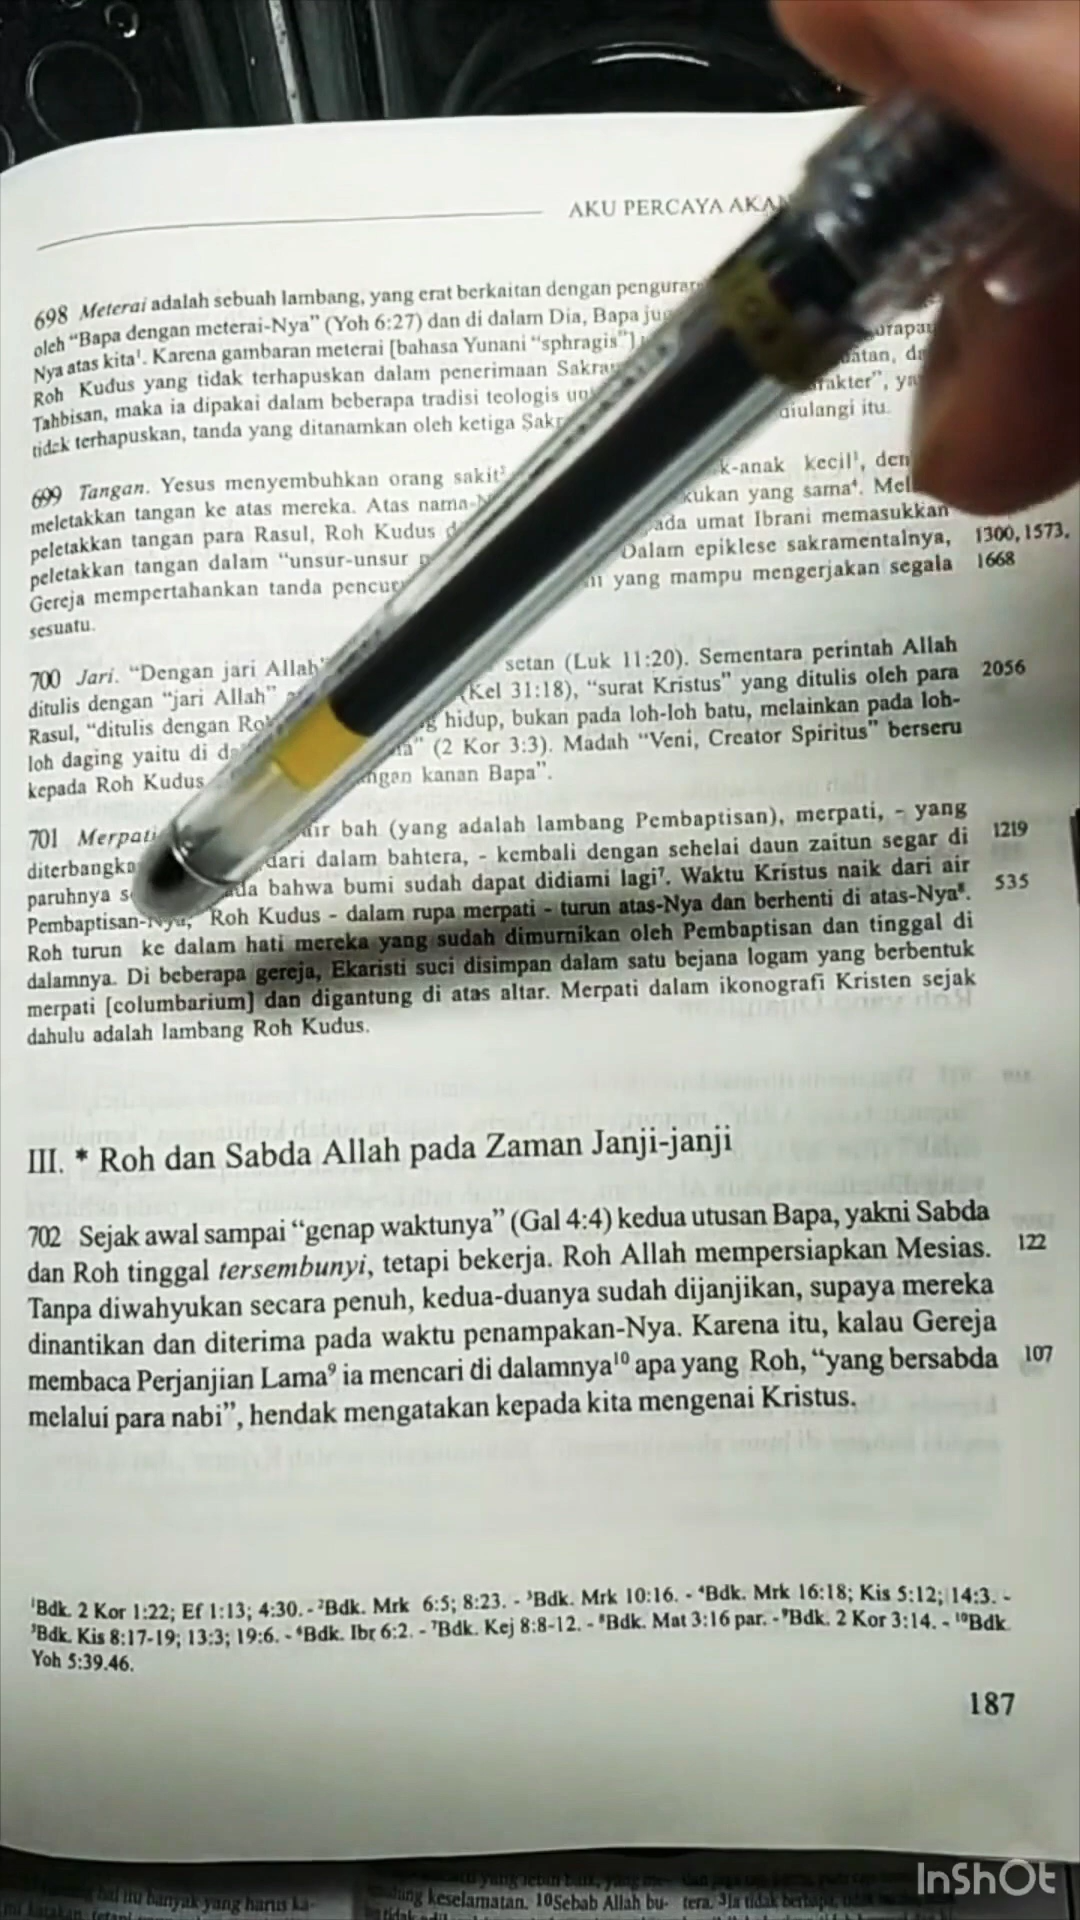 AKU PERCAYA AKAN
698 Meterai adalah sebuah lambang, yang erat berkaitan dengan
oleh “Bapa dengan meterai-Nya” (Yoh 6:27) dan di dalam Dia, Bapa
Nya atas kita¹. Karena gambaran meterai [bahasa Yunani “sphragis”]
Roh Kudus yang tidak terhapuskan dalam penerimaan
Tahbisan, maka ia dipakai dalam beberapa tradisi teologis
tidak terhapuskan, tanda yang ditanamkan oleh ketiga diulangi itu.
699 Tangan. Yesus menyembuhkan orang sakit² kecil³,
meletakkan tangan ke atas mereka. Atas yang sama⁴.
peletakkan tangan para Rasul, Roh Kudus umat Ibrani memasukkan
peletakkan tangan dalam “unsur-unsur Dalam epiklese sakramentalnya, 1300, 1573,
Gereja mempertahankan tanda yang mampu mengerjakan segala 1668
sesuatu.
700 Jari. “Dengan jari Allah setan (Luk 11:20). Sementara perintah Allah
ditulis dengan “jari Allah” (Kel 31:18), “surat Kristus” yang ditulis oleh para 2056
Rasul, “ditulis dengan hidup, bukan pada loh-loh batu, melainkan pada loh-
loh daging yaitu di (2 Kor 3:3). Madah “Veni, Creator Spiritus” berseru
kepada Roh Kudus kanan Bapa”.
701 Merpati bah (yang adalah lambang Pembaptisan), merpati, - yang
dari dalam bahtera, - kembali dengan sehelai daun zaitun segar di 1219
paruhnya bahwa bumi sudah dapat didiami lagi⁷. Waktu Kristus naik dari air
Pembaptisan-Nya, Roh Kudus - dalam rupa merpati - turun atas-Nya dan berhenti di atas-Nya⁸. 535
Roh turun ke dalam hati mereka yang sudah dimurnikan oleh Pembaptisan dan tinggal di
dalamnya. Di beberapa gereja, Ekaristi suci disimpan dalam satu bejana logam yang berbentuk
merpati [columbarium] dan digantung di atas altar. Merpati dalam ikonografi Kristen sejak
dahulu adalah lambang Roh Kudus.
III. * Roh dan Sabda Allah pada Zaman Janji-janji
702 Sejak awal sampai “genap waktunya” (Gal 4:4) kedua utusan Bapa, yakni Sabda
dan Roh tinggal tersembunyi, tetapi bekerja. Roh Allah mempersiapkan Mesias. 122
Tanpa diwahyukan secara penuh, kedua-duanya sudah dijanjikan, supaya mereka
dinantikan dan diterima pada waktu penampakan-Nya. Karena itu, kalau Gereja
membaca Perjanjian Lama⁹ ia mencari di dalamnya¹⁰ apa yang Roh, “yang bersabda 107
melalui para nabi”, hendak mengatakan kepada kita mengenai Kristus.
¹Bdk. 2 Kor 1:22; Ef 1:13; 4:30. - ²Bdk. Mrk 6:5; 8:23. - ³Bdk. Mrk 10:16. - ⁴Bdk. Mrk 16:18; Kis 5:12; 14:3. -
⁵Bdk. Kis 8:17-19; 13:3; 19:6. - ⁶Bdk. Ibr 6:2. - ⁷Bdk. Kej 8:8-12. - ⁸Bdk. Mat 3:16 par. - ⁹Bdk. 2 Kor 3:14. - ¹⁰Bdk.
Yoh 5:39.46.
187
hal itu banyak yang harus
keselamatan. 10Sebab Allah bu-
InShOt